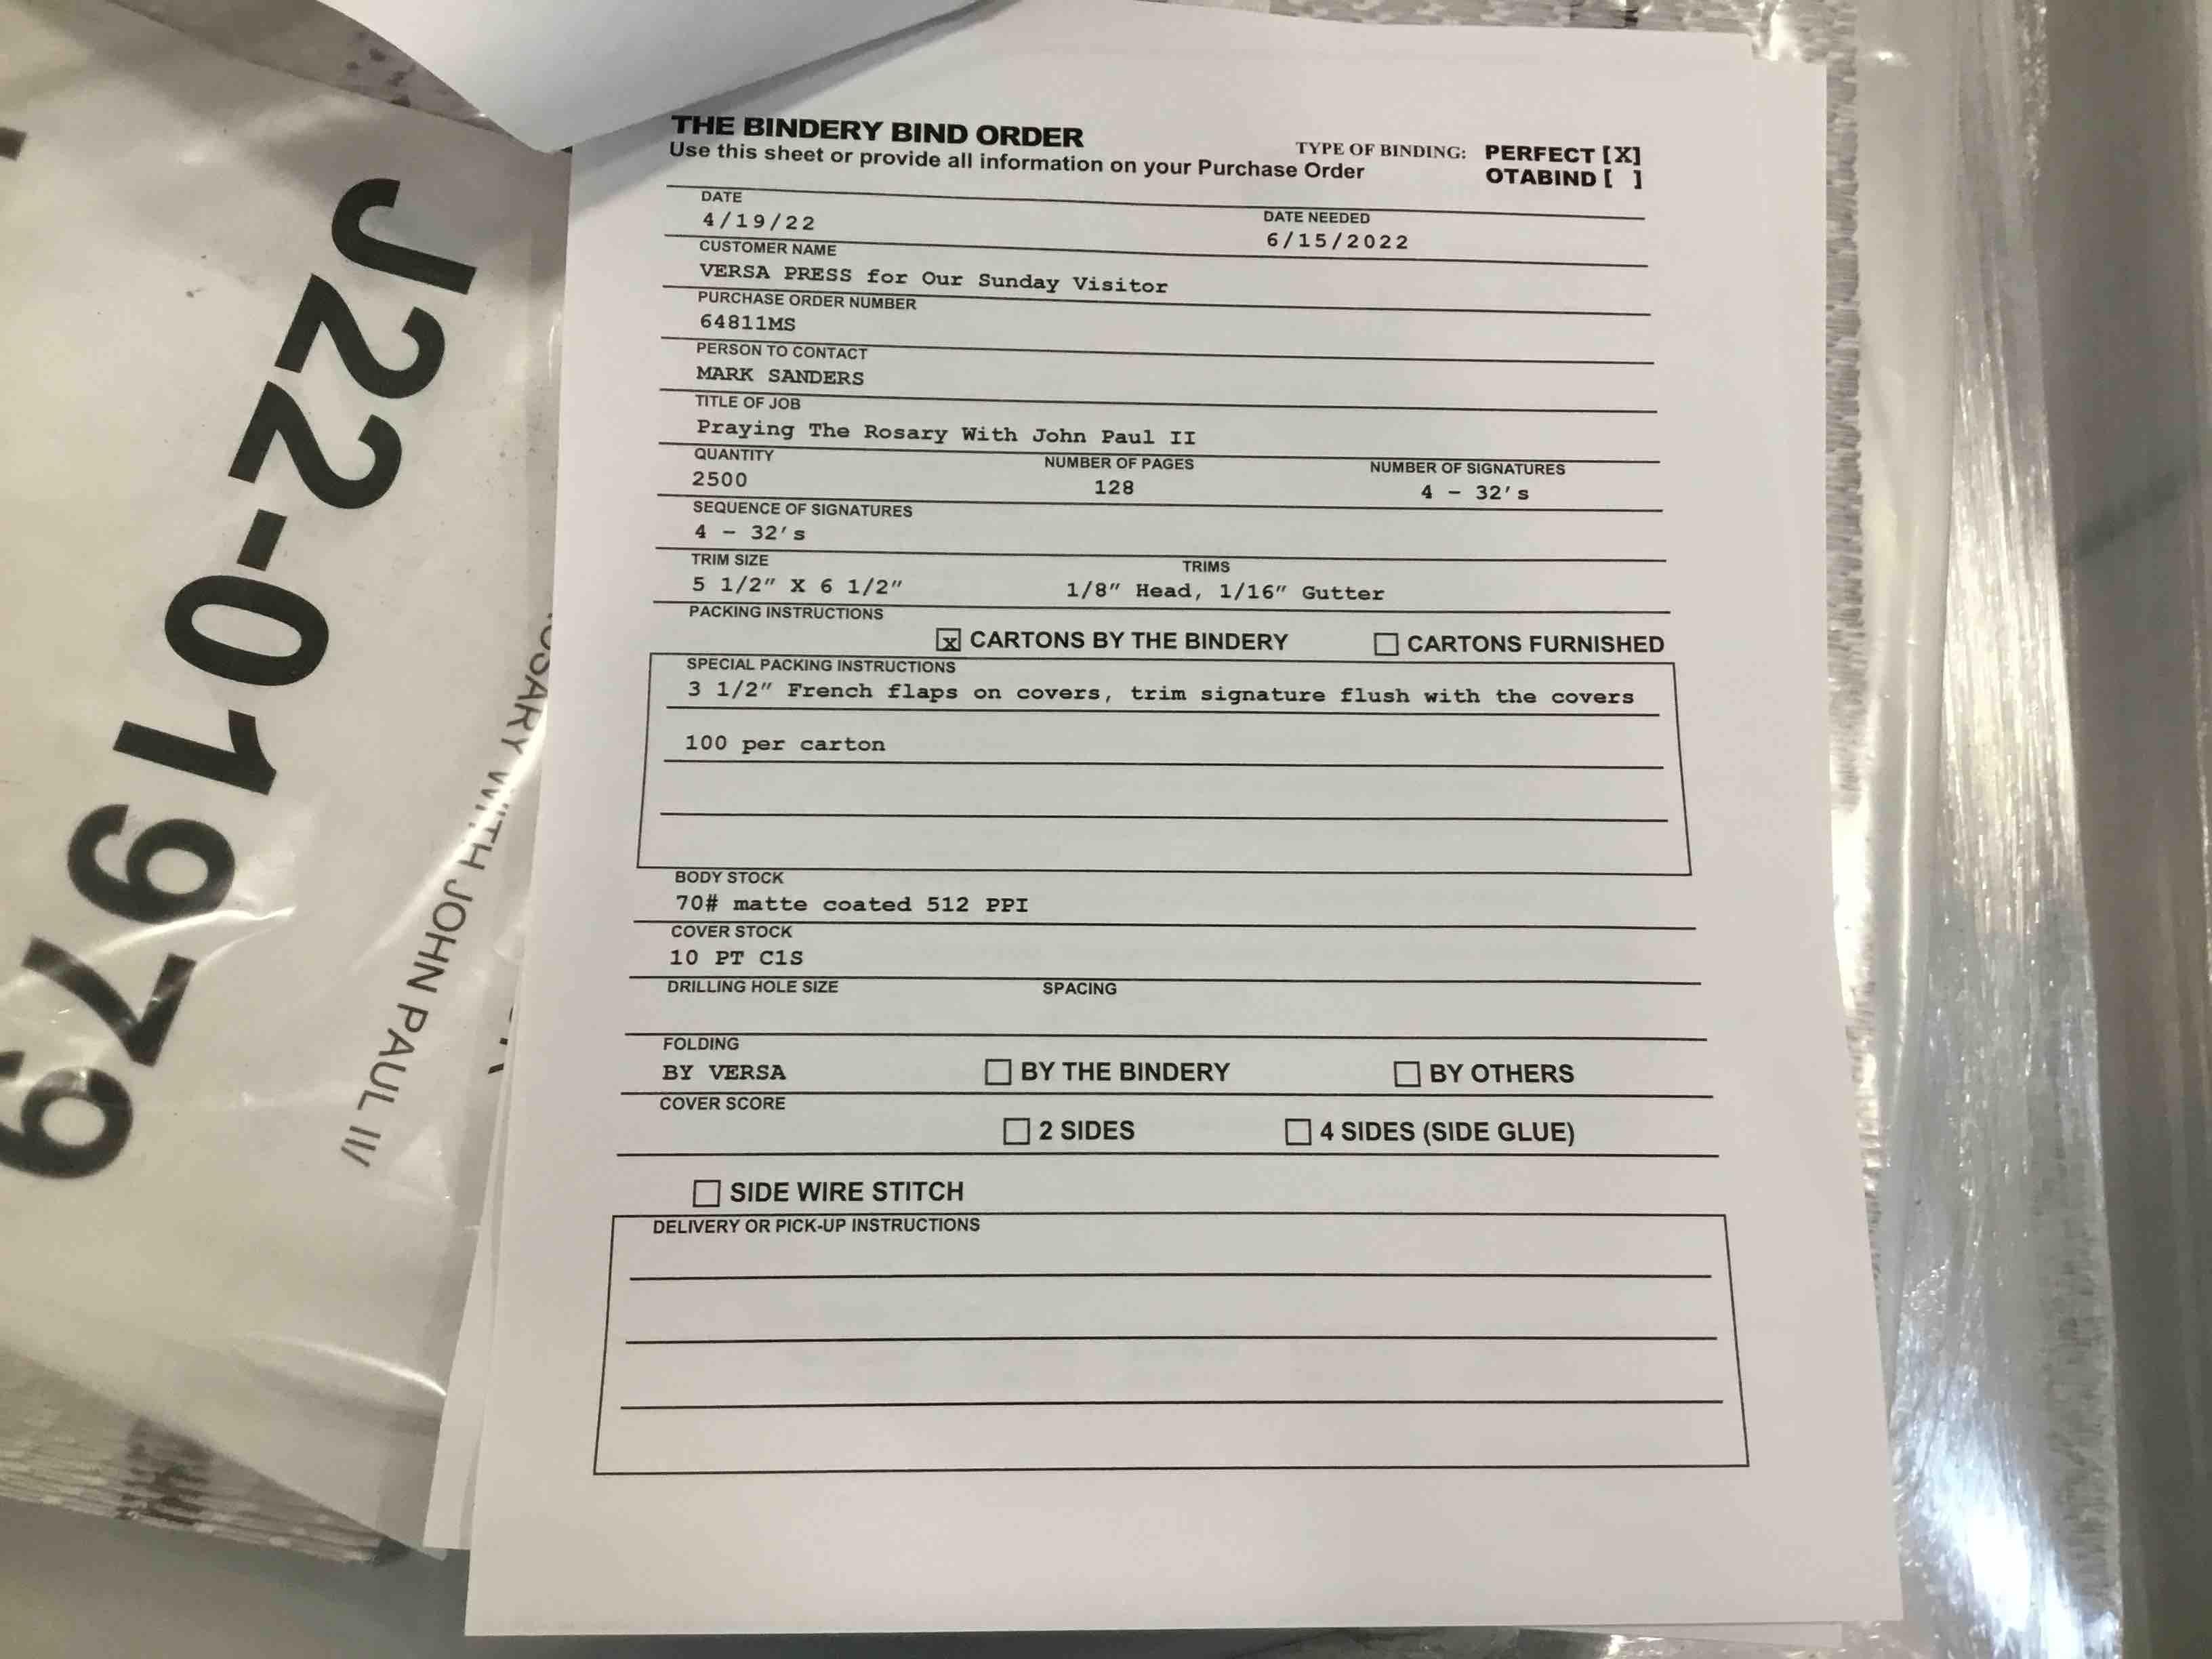 THE BINDERY BIND ORDER
Use this sheet or provide all information on your Purchase Order
TYPE OF BINDING: PERFECT [X]
OTABIND [ ]
DATE
4/19/22
DATE NEEDED
6/15/2022
CUSTOMER NAME
VERSA PRESS for Our Sunday Visitor
PURCHASE ORDER NUMBER
64811MS
PERSON TO CONTACT
MARK SANDERS
TITLE OF JOB
Praying The Rosary With John Paul II
QUANTITY NUMBER OF PAGES NUMBER OF SIGNATURES
2500 128 4 - 32's
SEQUENCE OF SIGNATURES
4 - 32's
TRIM SIZE TRIMS
5 1/2" X 6 1/2" 1/8" Head, 1/16" Gutter
PACKING INSTRUCTIONS
[x] CARTONS BY THE BINDERY [ ] CARTONS FURNISHED
SPECIAL PACKING INSTRUCTIONS
3 1/2" French flaps on covers, trim signature flush with the covers
100 per carton
BODY STOCK
70# matte coated 512 PPI
COVER STOCK
10 PT C1S
DRILLING HOLE SIZE SPACING
FOLDING
BY VERSA [ ] BY THE BINDERY [ ] BY OTHERS
COVER SCORE
[ ] 2 SIDES [ ] 4 SIDES (SIDE GLUE)
[ ] SIDE WIRE STITCH
DELIVERY OR PICK-UP INSTRUCTIONS
J22-01979
WITH JOHN PAUL II/